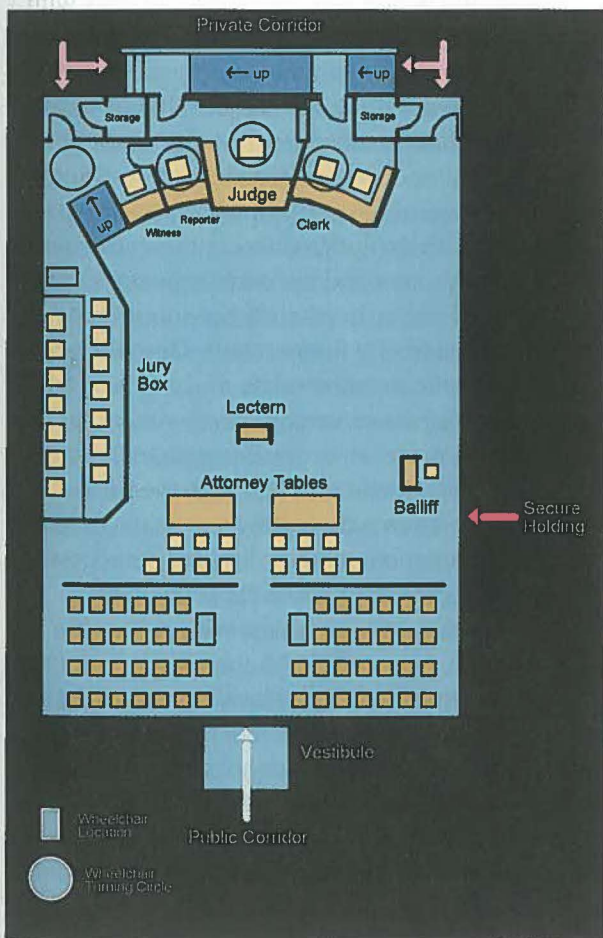 Private Corridor
←up
←up
Storage
Storage
up
Judge
Reporter
Witness
Clerk
Jury
Box
Lectern
Attorney Tables
Bailiff
Secure
Holding
Vestibule
Wheelchair
Location
Public Corridor
Wheelchair
Turning Circle